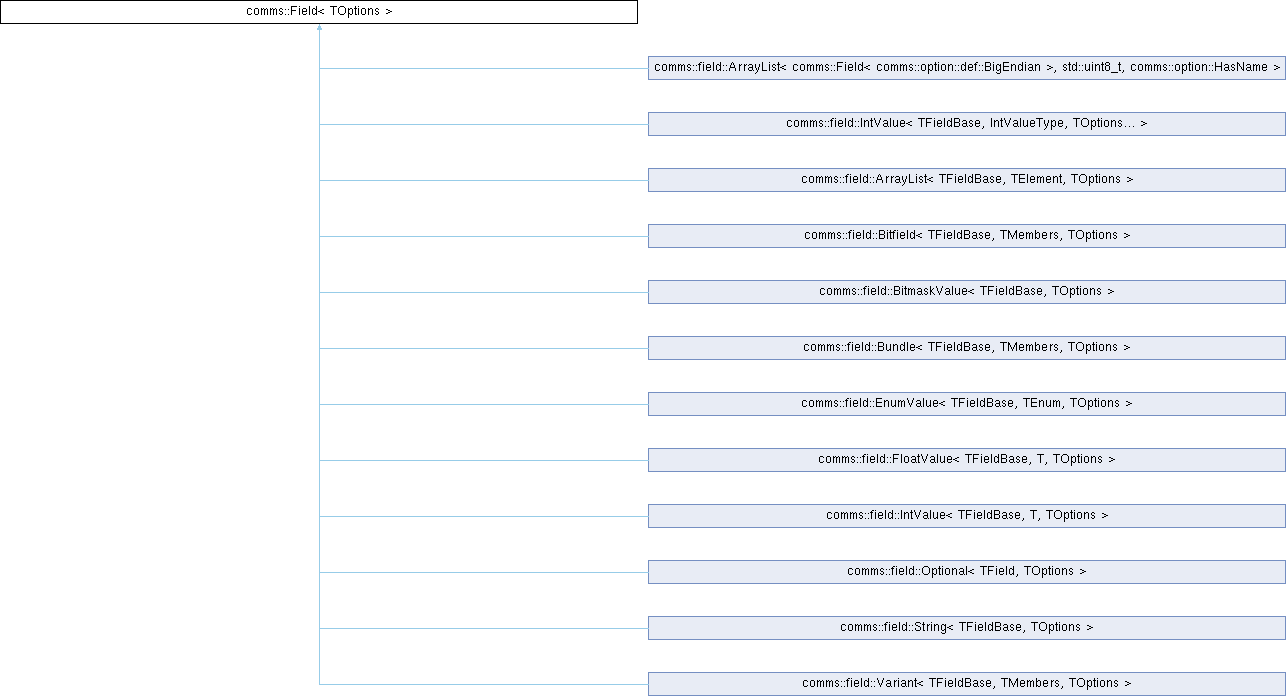 comms::Field< TOptions >
comms::field::ArrayList< comms::Field< comms::option::def::BigEndian >, std::uint8_t, comms::option::HasName >
comms::field::IntValue< TFieldBase, IntValueType, TOptions... >
comms::field::ArrayList< TFieldBase, TElement, TOptions >
comms::field::Bitfield< TFieldBase, TMembers, TOptions >
comms::field::BitmaskValue< TFieldBase, TOptions >
comms::field::Bundle< TFieldBase, TMembers, TOptions >
comms::field::EnumValue< TFieldBase, TEnum, TOptions >
comms::field::FloatValue< TFieldBase, T, TOptions >
comms::field::IntValue< TFieldBase, T, TOptions >
comms::field::Optional< TField, TOptions >
comms::field::String< TFieldBase, TOptions >
comms::field::Variant< TFieldBase, TMembers, TOptions >